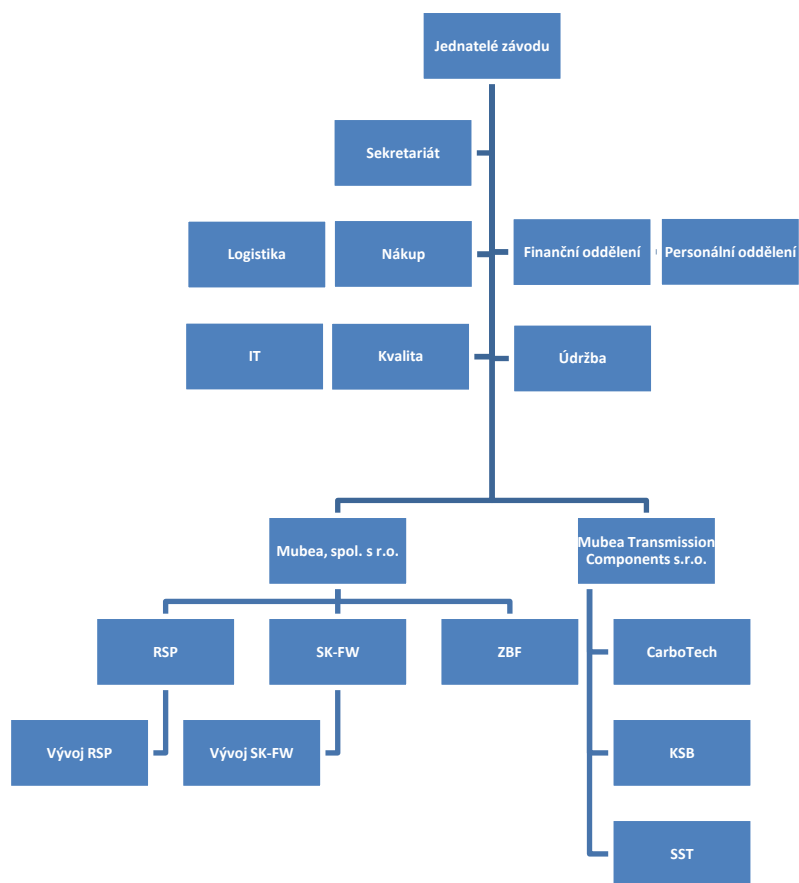 Jednatelé závodu
Sekretariát
Logistika
Nákup
Finanční oddělení
Personální oddělení
IT
Kvalita
Údržba
Mubea, spol. s r.o.
Mubea Transmission
Components s.r.o.
RSP
SK-FW
ZBF
CarboTech
Vývoj RSP
Vývoj SK-FW
KSB
SST